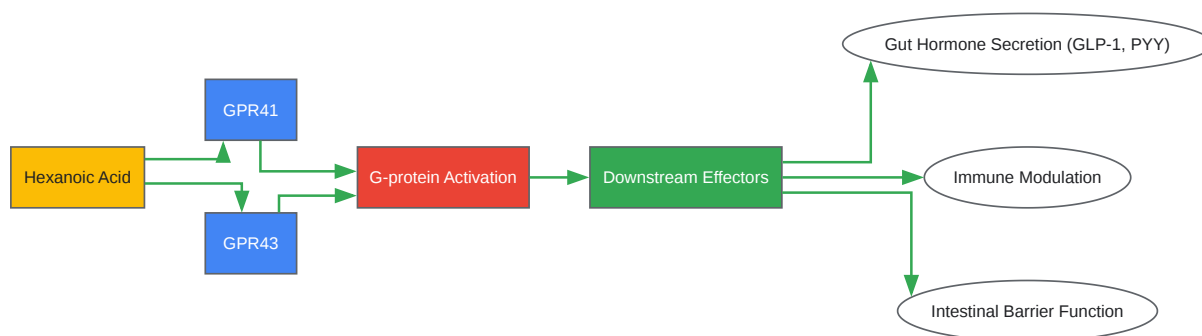 Gut Hormone Secretion (GLP-1, PYY)
GPR41
Hexanoic Acid
G-protein Activation
Downstream Effectors
Immune Modulation
GPR43
Intestinal Barrier Function